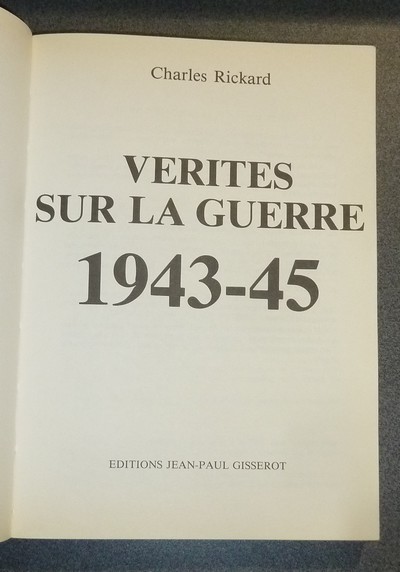 Charles Rickard
VERITES
SUR LA GUERRE
1943-45
EDITIONS JEAN-PAUL GISSEROT